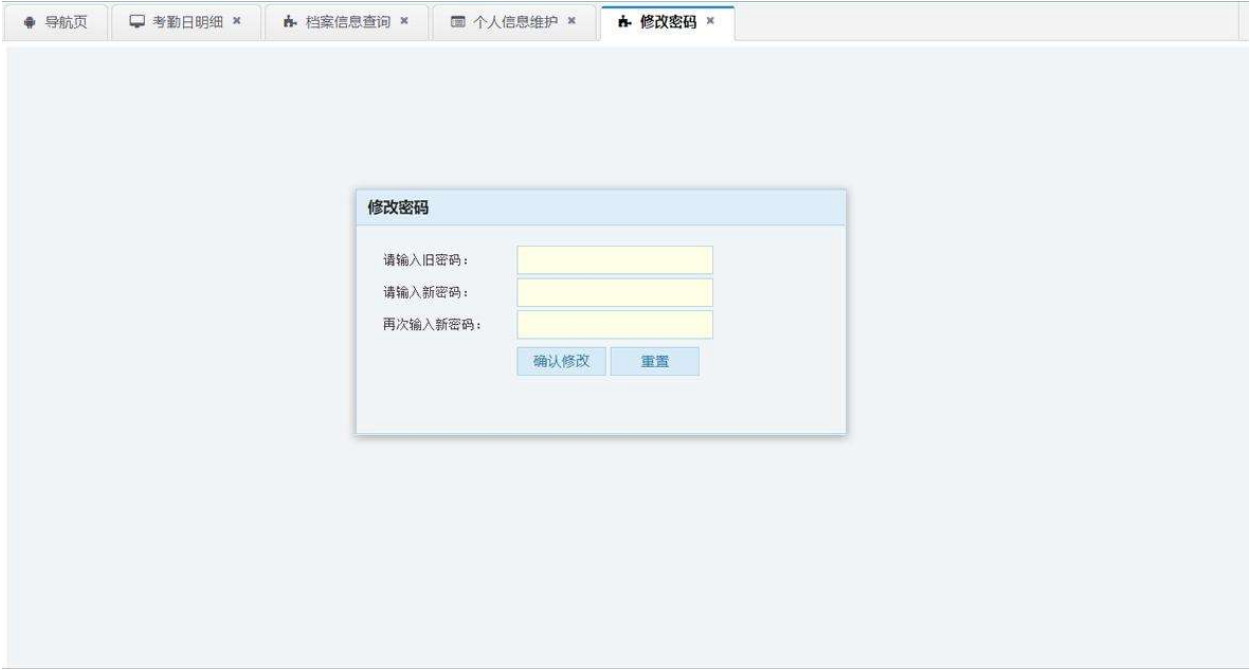 导航页 考勤日明细 档案信息查询 个人信息维护 修改密码
修改密码
请输入旧密码：
请输入新密码：
再次输入新密码：
确认修改 重置